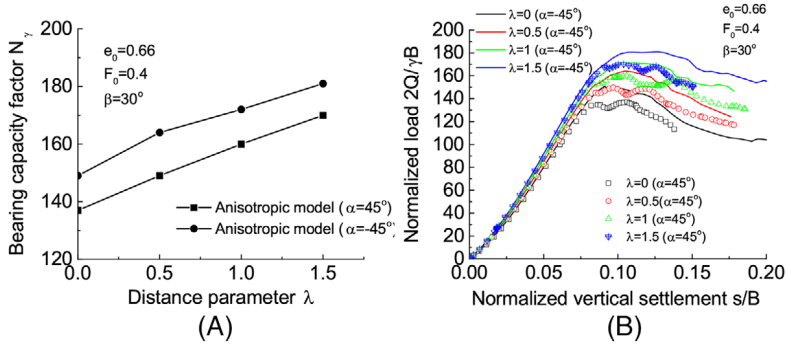 Bearing capacity factor Nγ
200
180
160
140
120
0.0
0.5
1.0
1.5
Distance parameter λ
e0=0.66
F0=0.4
β=30°
Anisotropic model (α=45°)
Anisotropic model (α=-45°)
(A)
Normalized load 2Q/γB
200
180
160
140
120
100
80
60
40
20
0
0.00
0.05
0.10
0.15
0.20
Normalized vertical settlement s/B
λ=0 (α=-45°)
λ=0.5 (α=-45°)
λ=1 (α=-45°)
λ=1.5 (α=-45°)
e0=0.66
F0=0.4
β=30°
λ=0 (α=45°)
λ=0.5(α=45°)
λ=1 (α=45°)
λ=1.5 (α=45°)
(B)